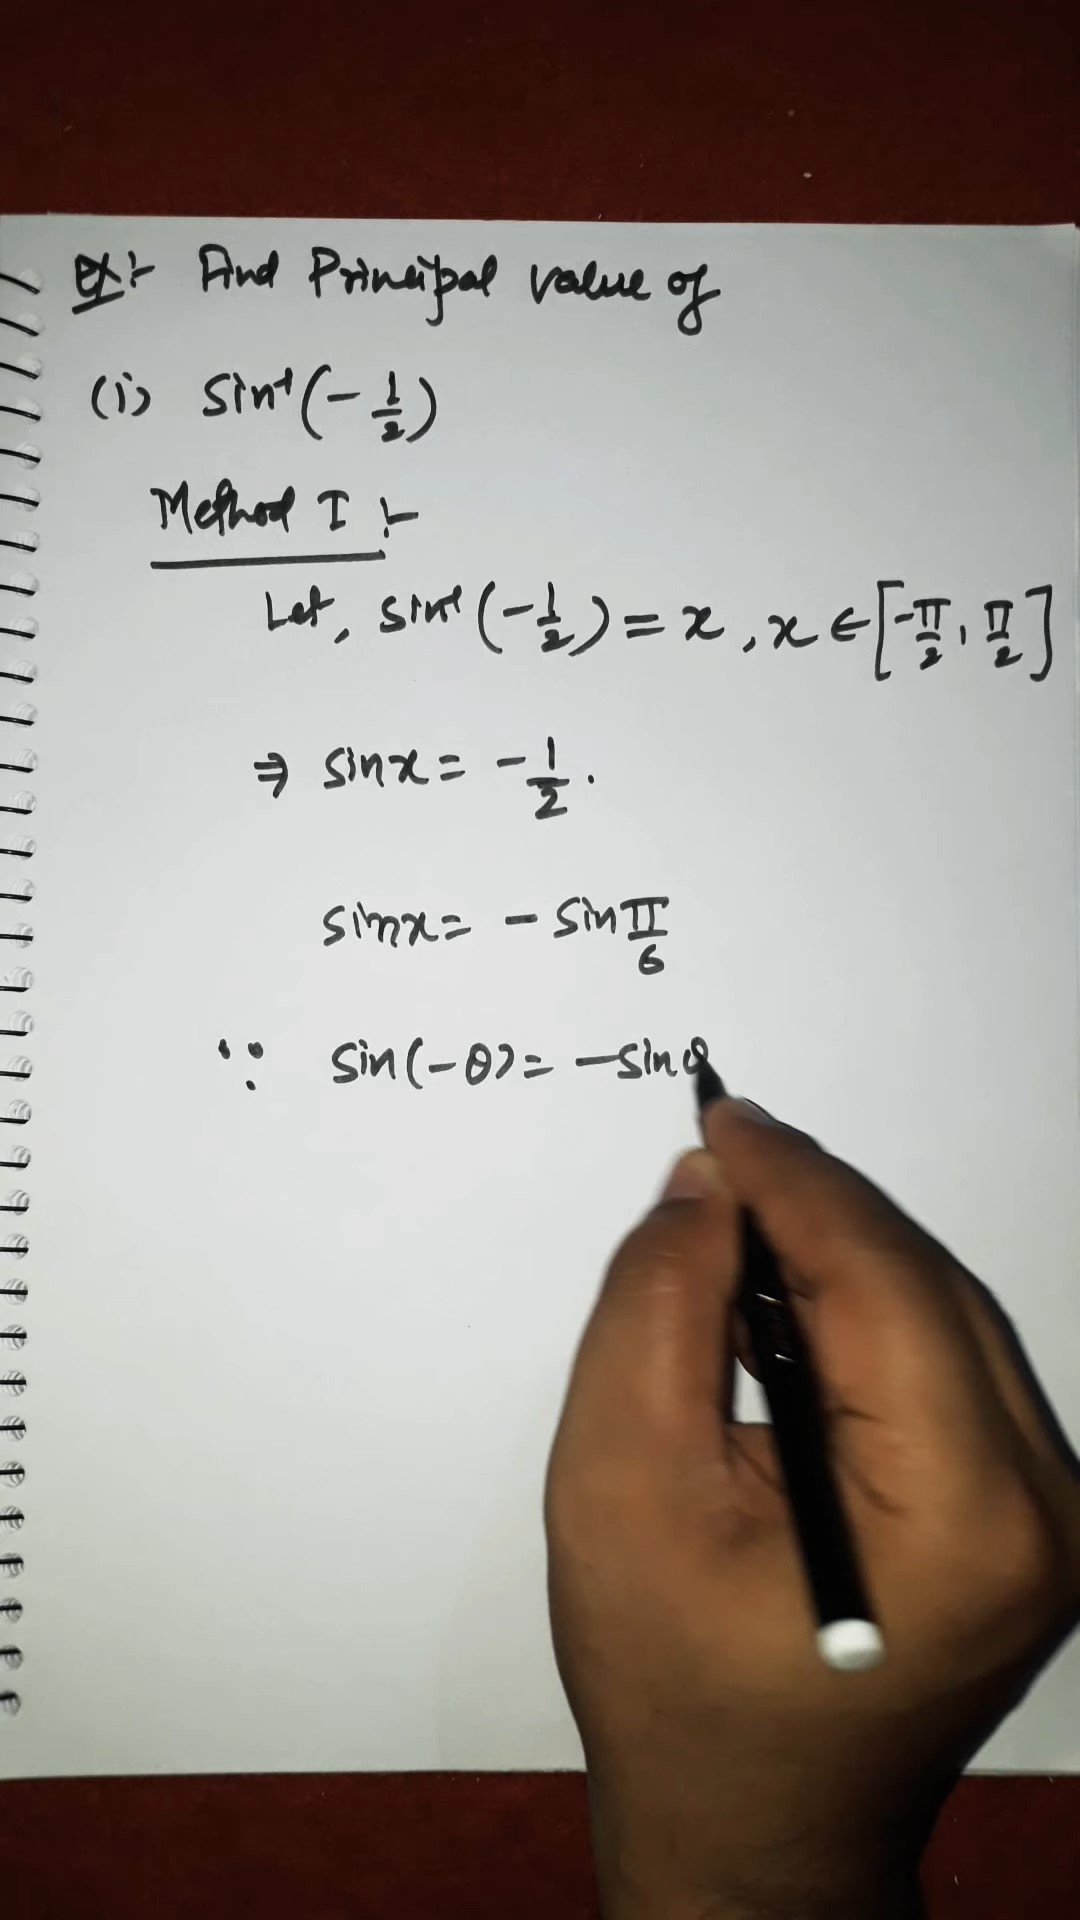 Ex:- Find Principal value of
(i) Sin⁻¹(-1/2)
Method I :-
Let, Sin⁻¹(-1/2) = x , x ∈ [-π/2, π/2]
⇒ Sinx = -1/2.
Sinx = - Sin π/6
∵ Sin(-θ) = -Sinθ